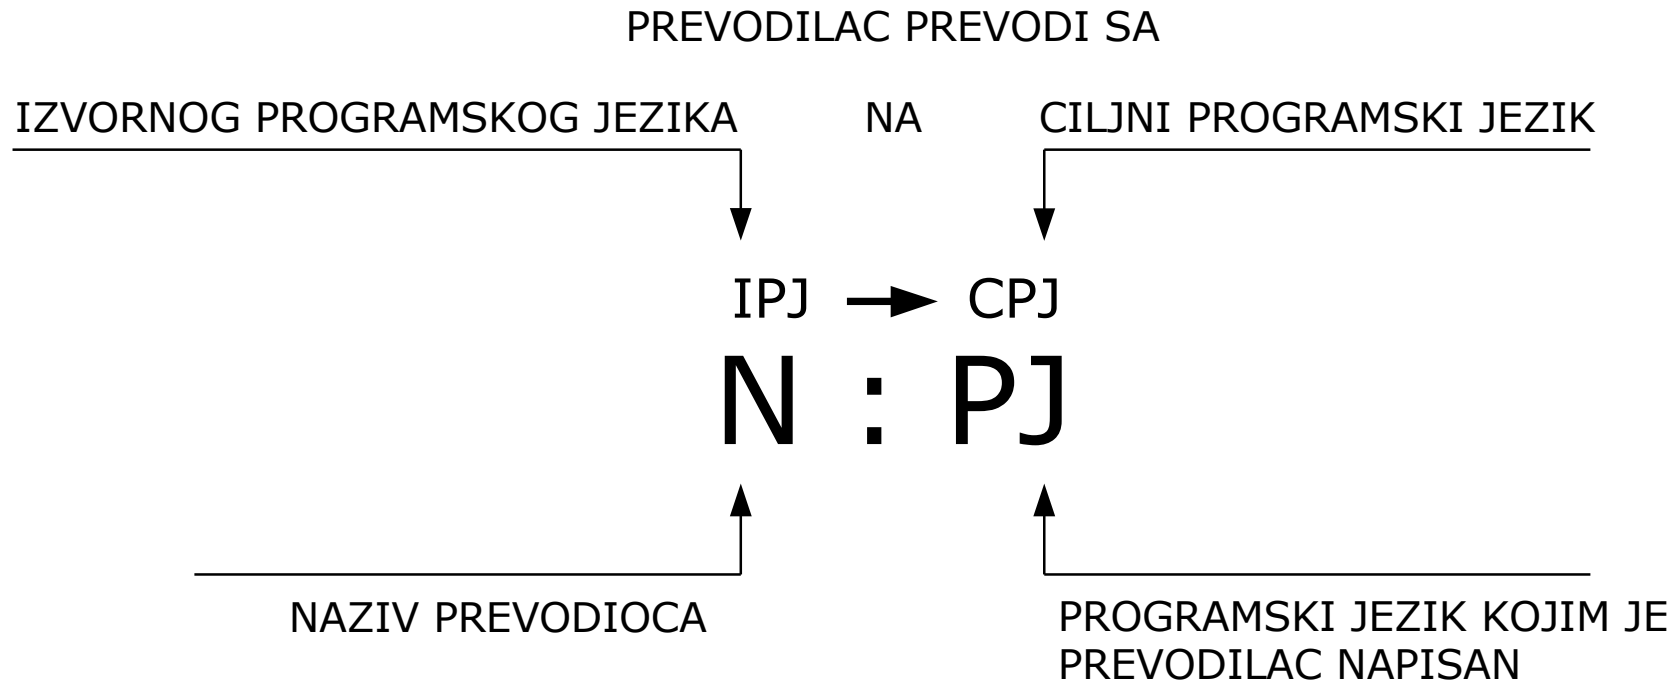 PREVODILAC PREVODI SA
IZVORNOG PROGRAMSKOG JEZIKA NA CILJNI PROGRAMSKI JEZIK
IPJ CPJ
N : PJ
NAZIV PREVODIOCA
PROGRAMSKI JEZIK KOJIM JE
PREVODILAC NAPISAN